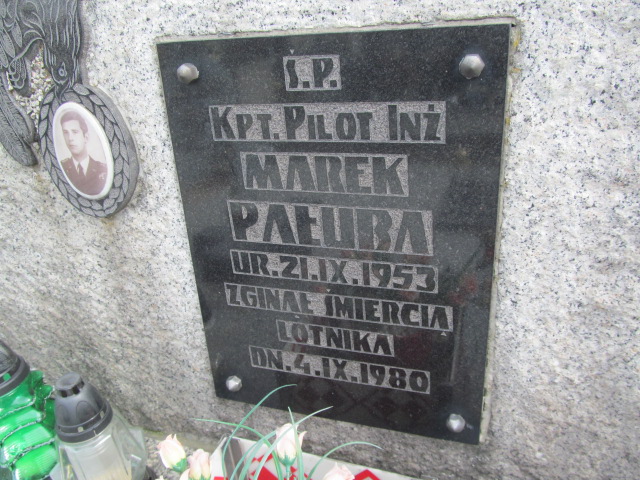 Ś.P.
KPT. PILOT INŻ
MAREK
PAŁUBA
UR. 21.IX.1953
ZGINĄŁ ŚMIERCIĄ
LOTNIKA
DN. 4.IX.1980